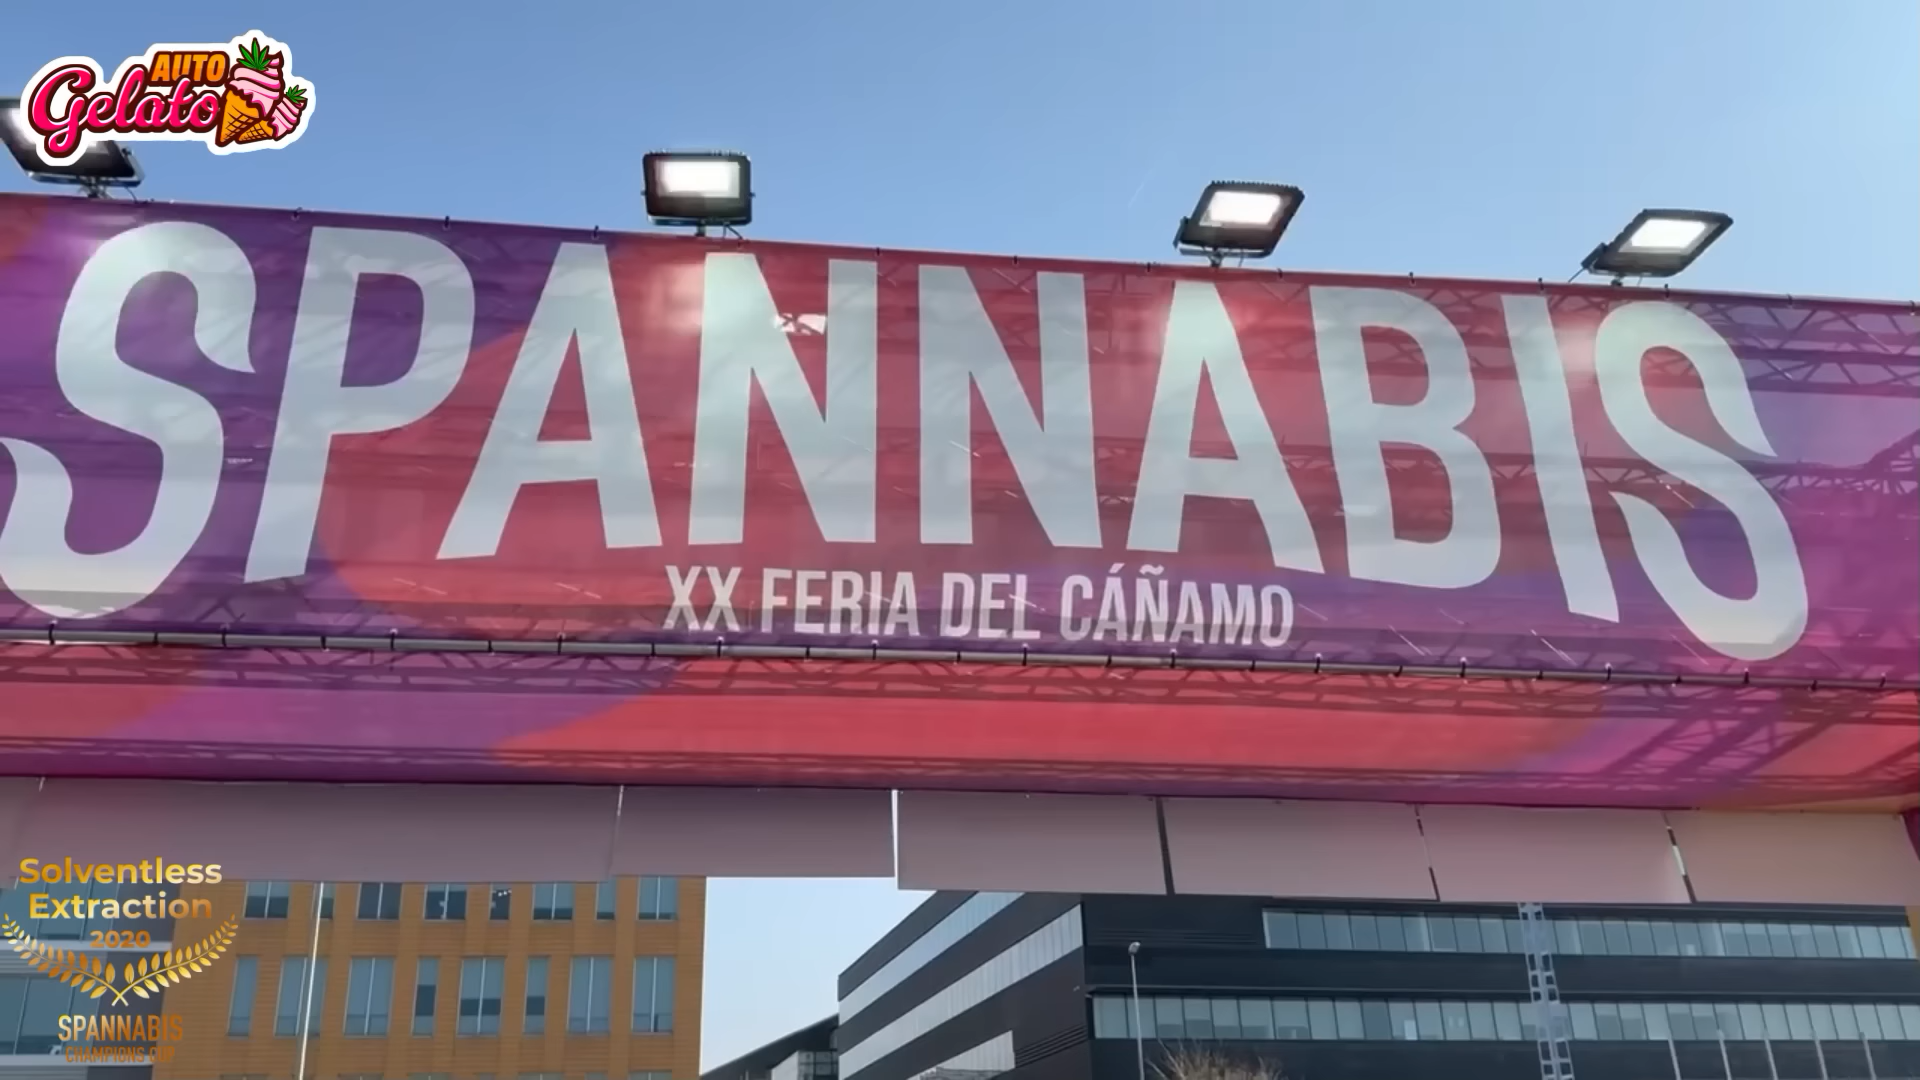 AUTO
Gelato
SPANNABIS
XX FERIA DEL CÁÑAMO
Solventless
Extraction
2020
SPANNABIS
CHAMPIONS CUP